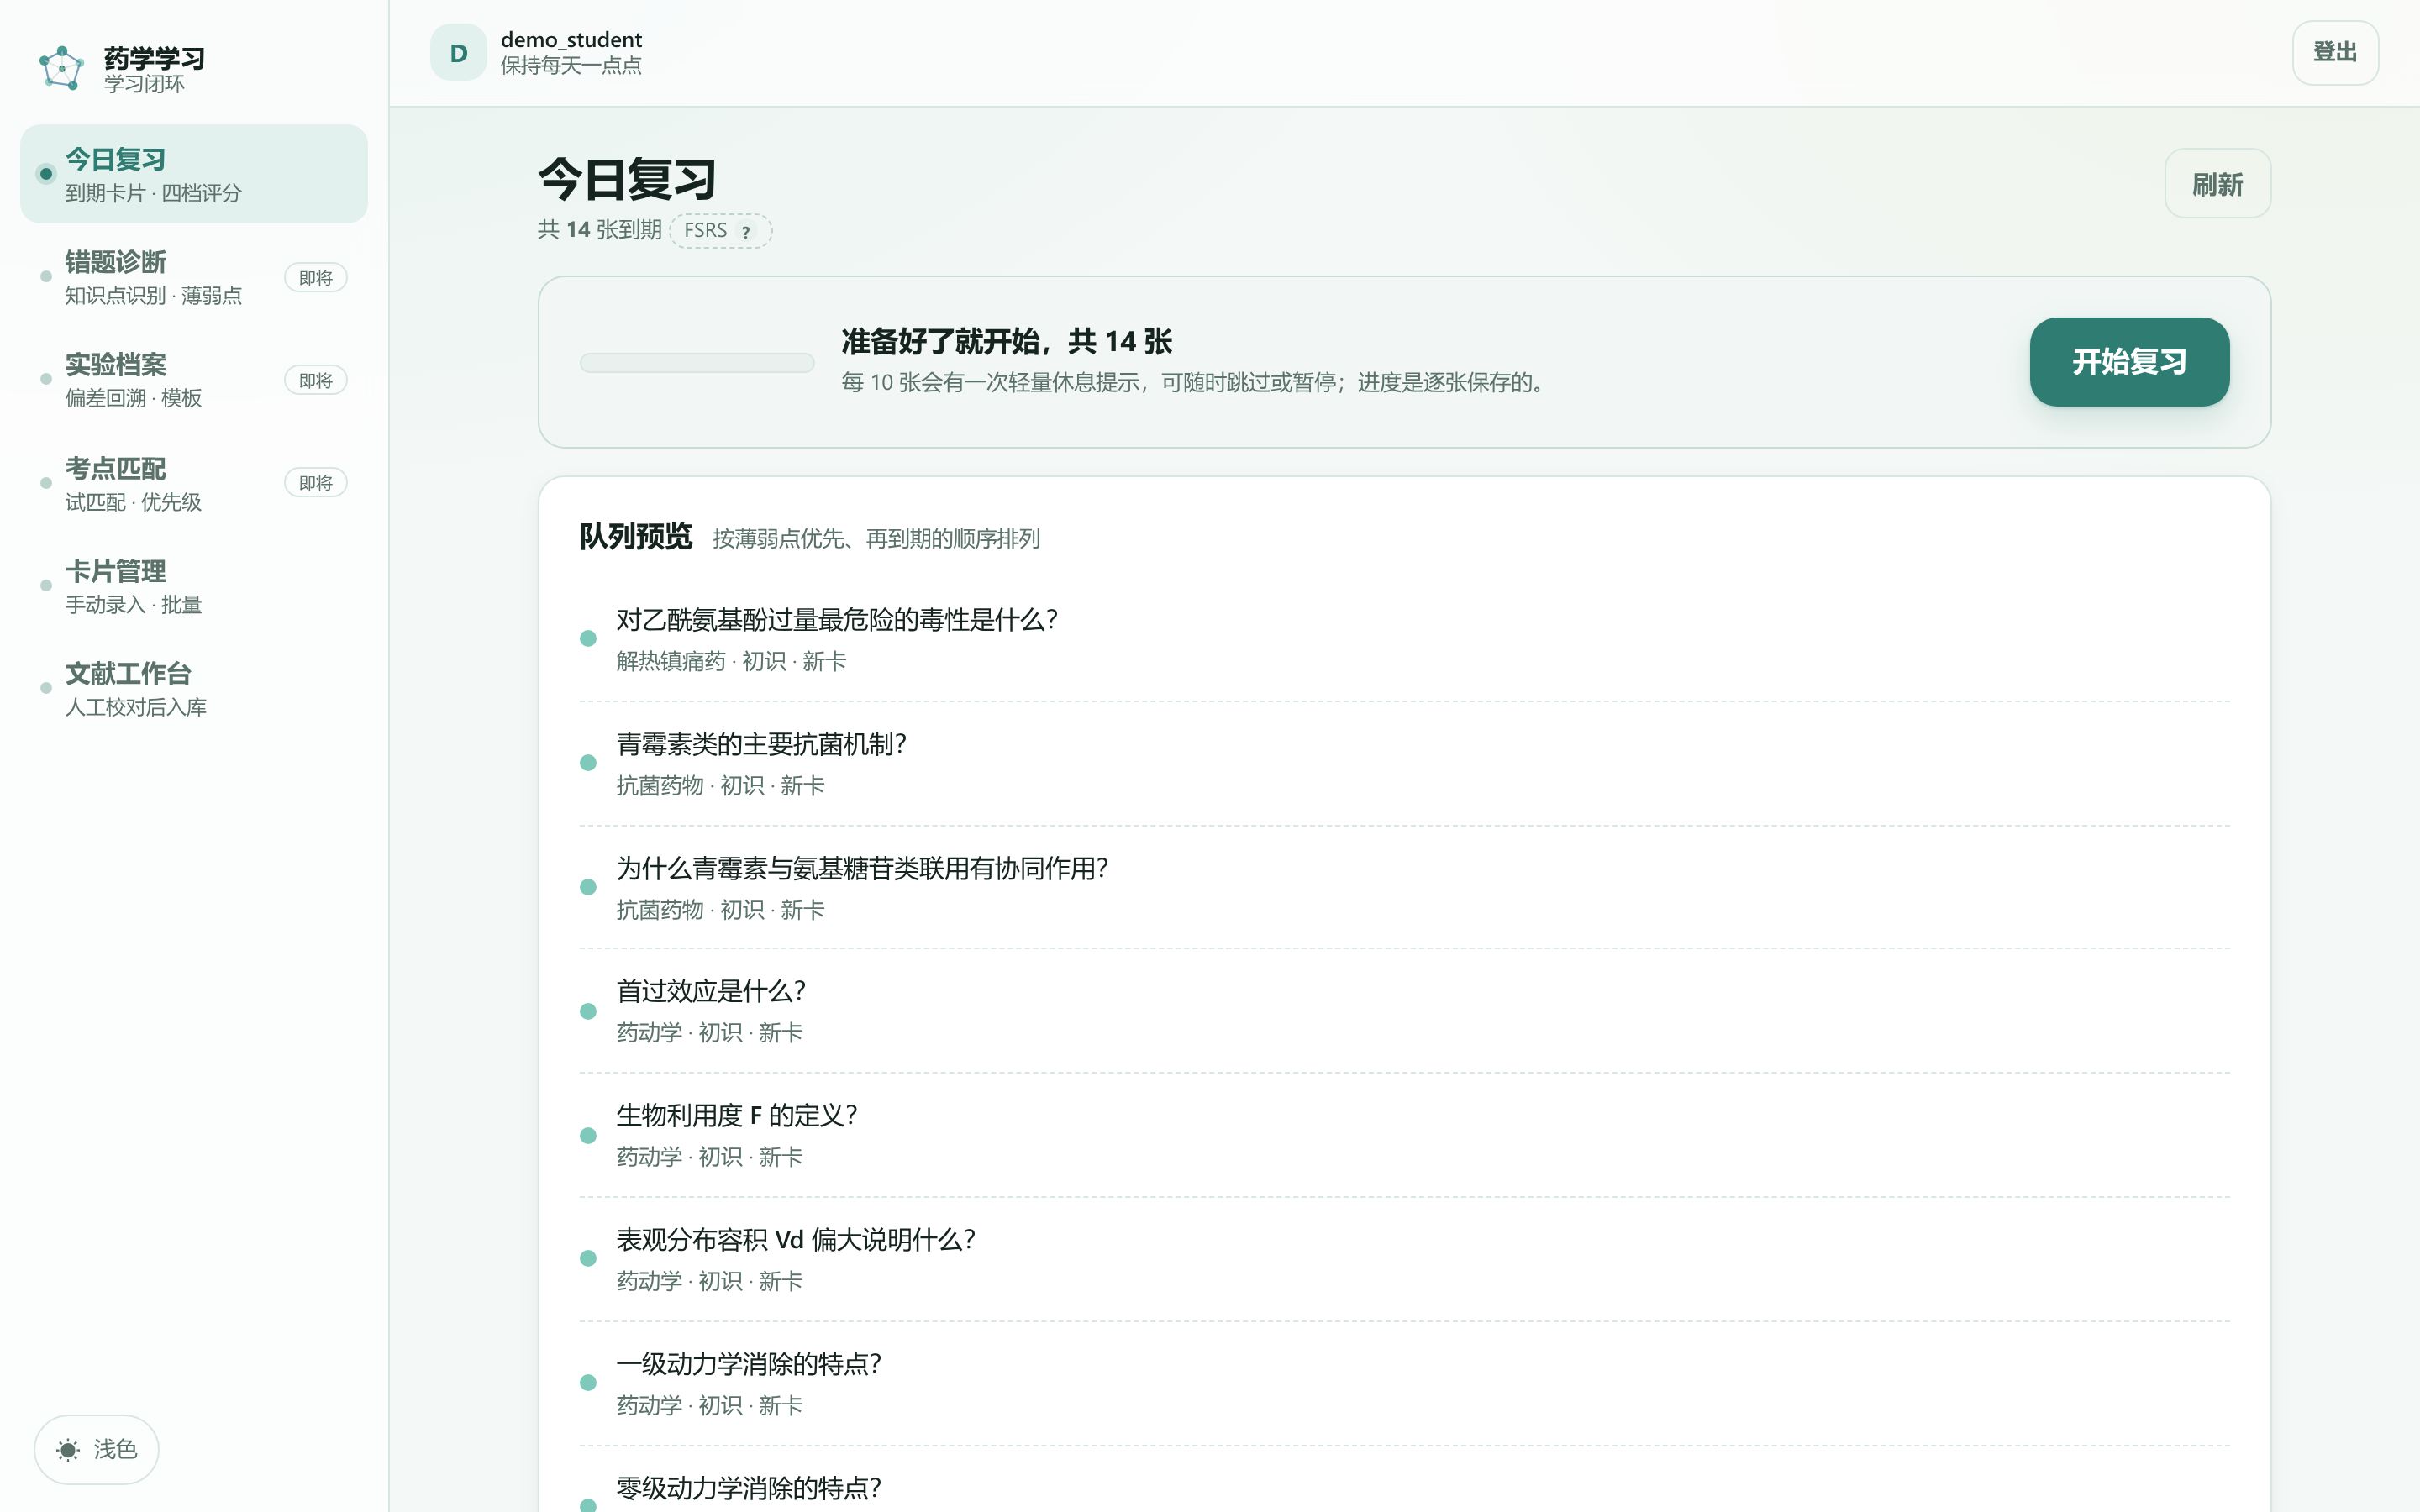 药学学习
学习闭环
今日复习
到期卡片 · 四档评分
错题诊断
知识点识别 · 薄弱点
即将
实验档案
偏差回溯 · 模板
即将
考点匹配
试匹配 · 优先级
即将
卡片管理
手动录入 · 批量
文献工作台
人工校对后入库
浅色
D
demo_student
保持每天一点点
登出
今日复习
共 14 张到期 FSRS ?
刷新
准备好了就开始，共 14 张
每 10 张会有一次轻量休息提示，可随时跳过或暂停；进度是逐张保存的。
开始复习
队列预览 按薄弱点优先、再到期的顺序排列
对乙酰氨基酚过量最危险的毒性是什么？
解热镇痛药 · 初识 · 新卡
青霉素类的主要抗菌机制？
抗菌药物 · 初识 · 新卡
为什么青霉素与氨基糖苷类联用有协同作用？
抗菌药物 · 初识 · 新卡
首过效应是什么？
药动学 · 初识 · 新卡
生物利用度 F 的定义？
药动学 · 初识 · 新卡
表观分布容积 Vd 偏大说明什么？
药动学 · 初识 · 新卡
一级动力学消除的特点？
药动学 · 初识 · 新卡
零级动力学消除的特点？